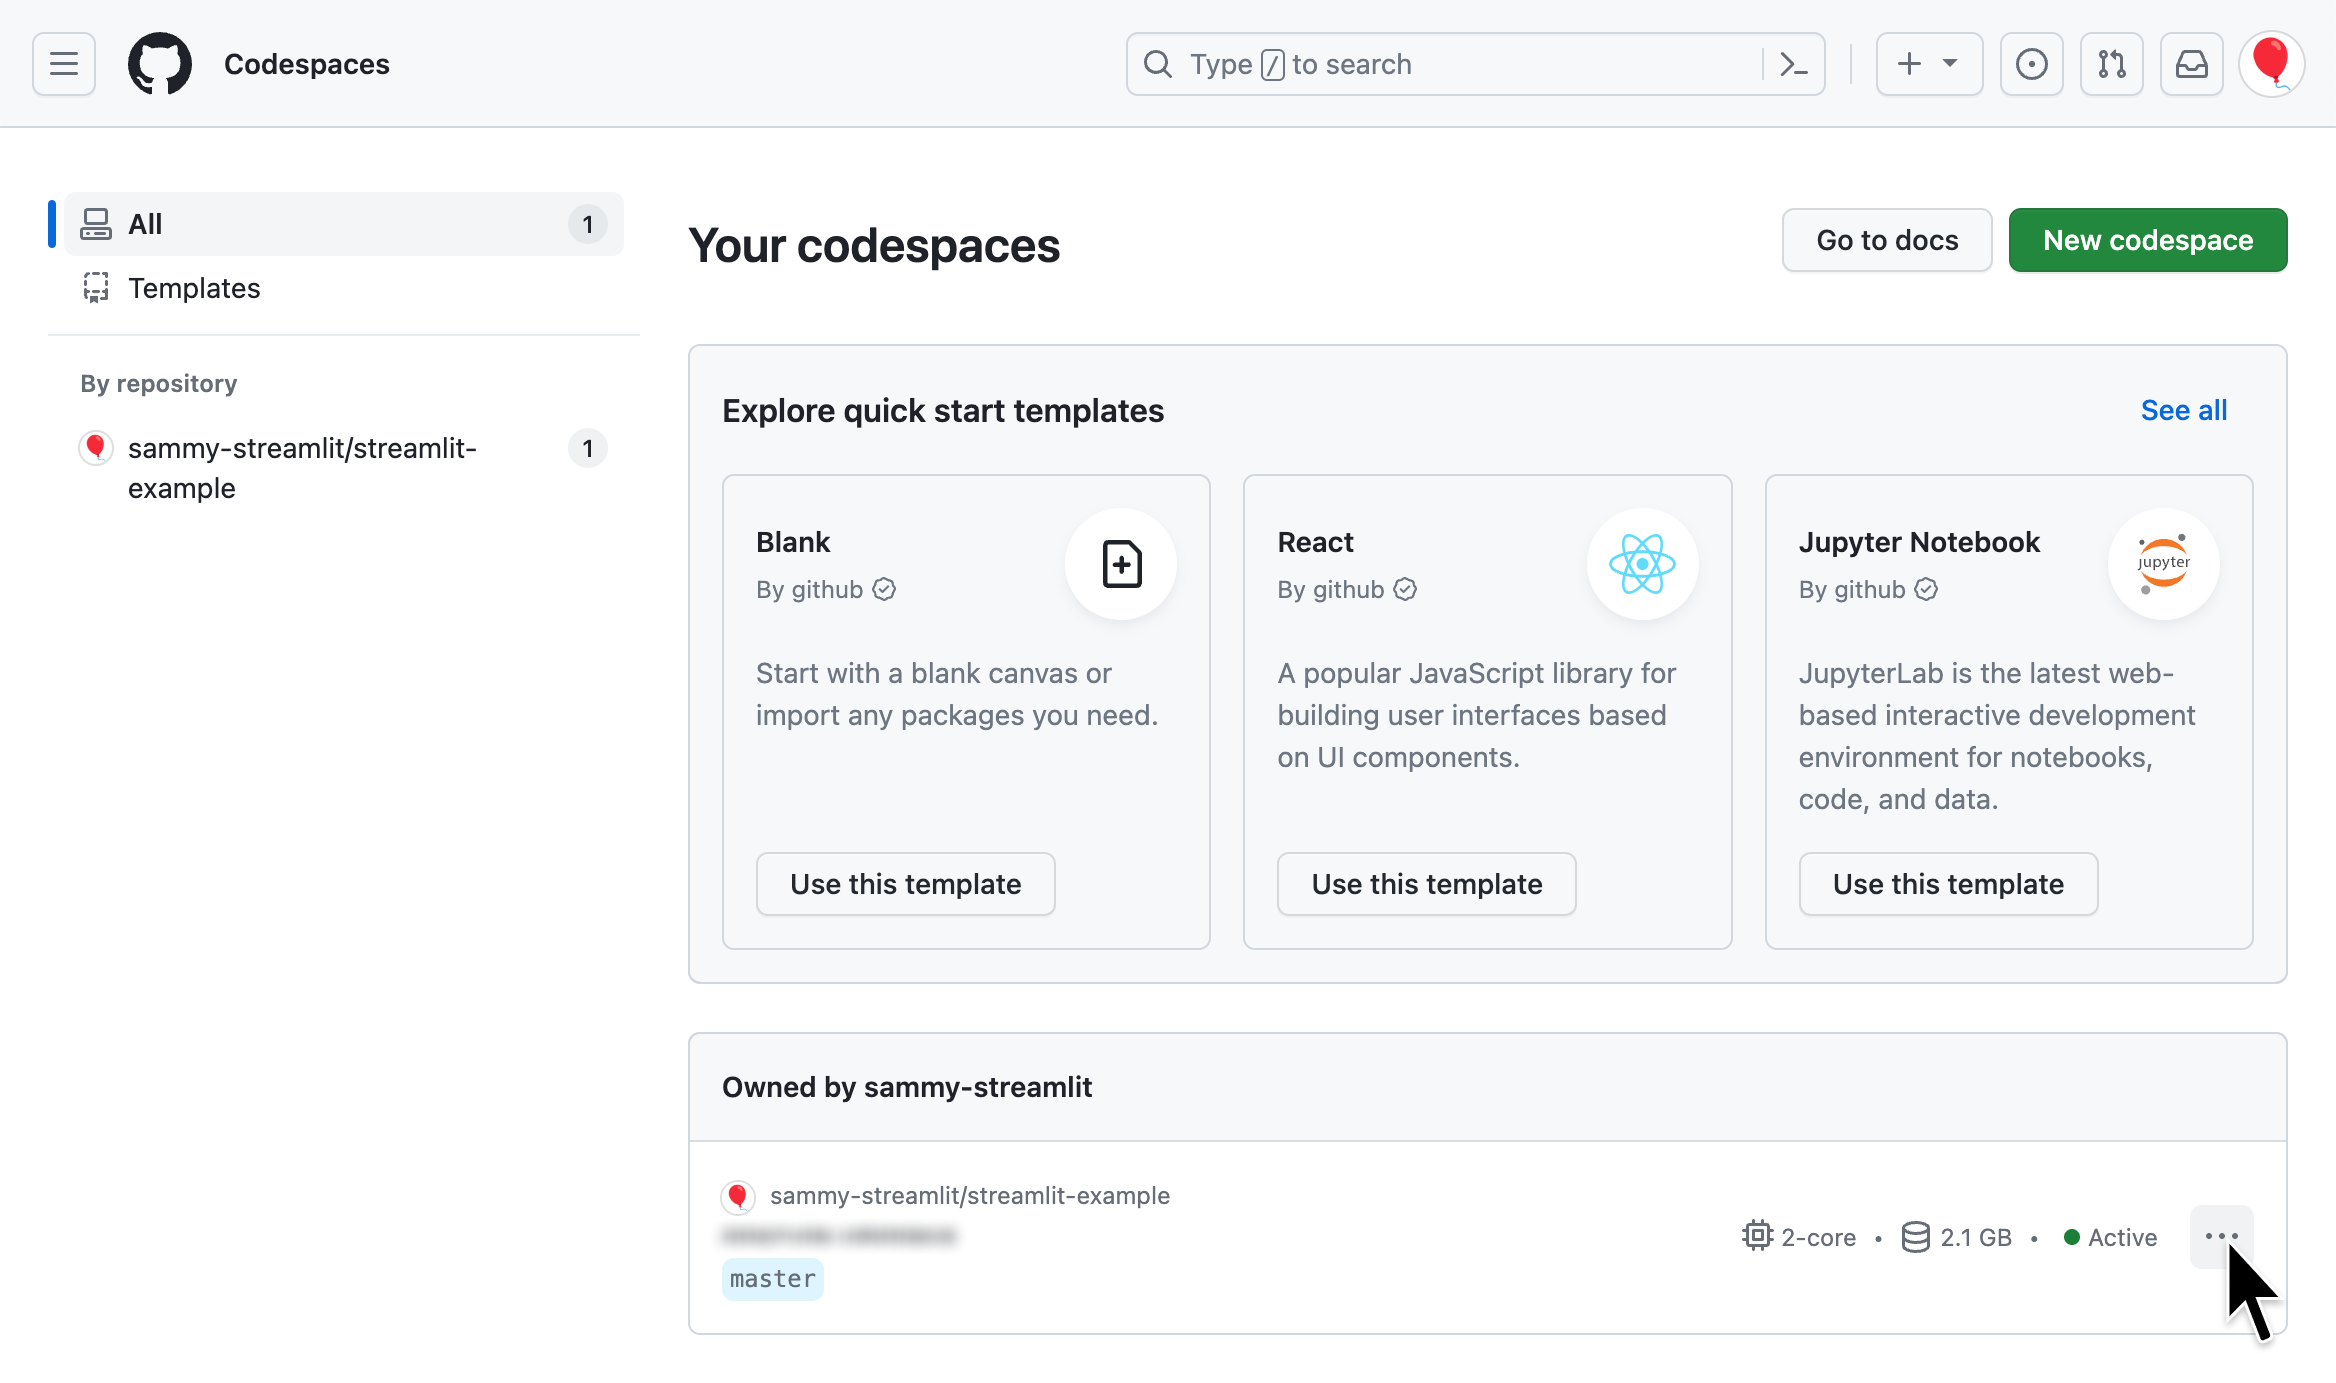 Codespaces
Type / to search
All
1
Templates
By repository
sammy-streamlit/streamlit-
example
1
Your codespaces
Go to docs
New codespace
Explore quick start templates
See all
Blank
By github
Start with a blank canvas or
import any packages you need.
Use this template
React
By github
A popular JavaScript library for
building user interfaces based
on UI components.
Use this template
Jupyter Notebook
By github
jupyter
JupyterLab is the latest web-
based interactive development
environment for notebooks,
code, and data.
Use this template
Owned by sammy-streamlit
sammy-streamlit/streamlit-example
master
2-core • 2.1 GB • Active